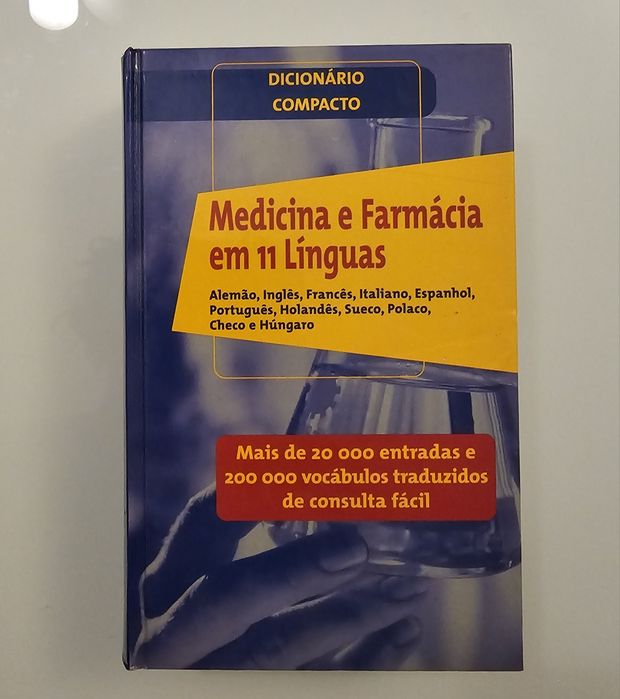 DICIONÁRIO
COMPACTO
Medicina e Farmácia
em 11 Línguas
Alemão, Inglês, Francês, Italiano, Espanhol,
Português, Holandês, Sueco, Polaco,
Checo e Húngaro
Mais de 20 000 entradas e
200 000 vocábulos traduzidos
de consulta fácil